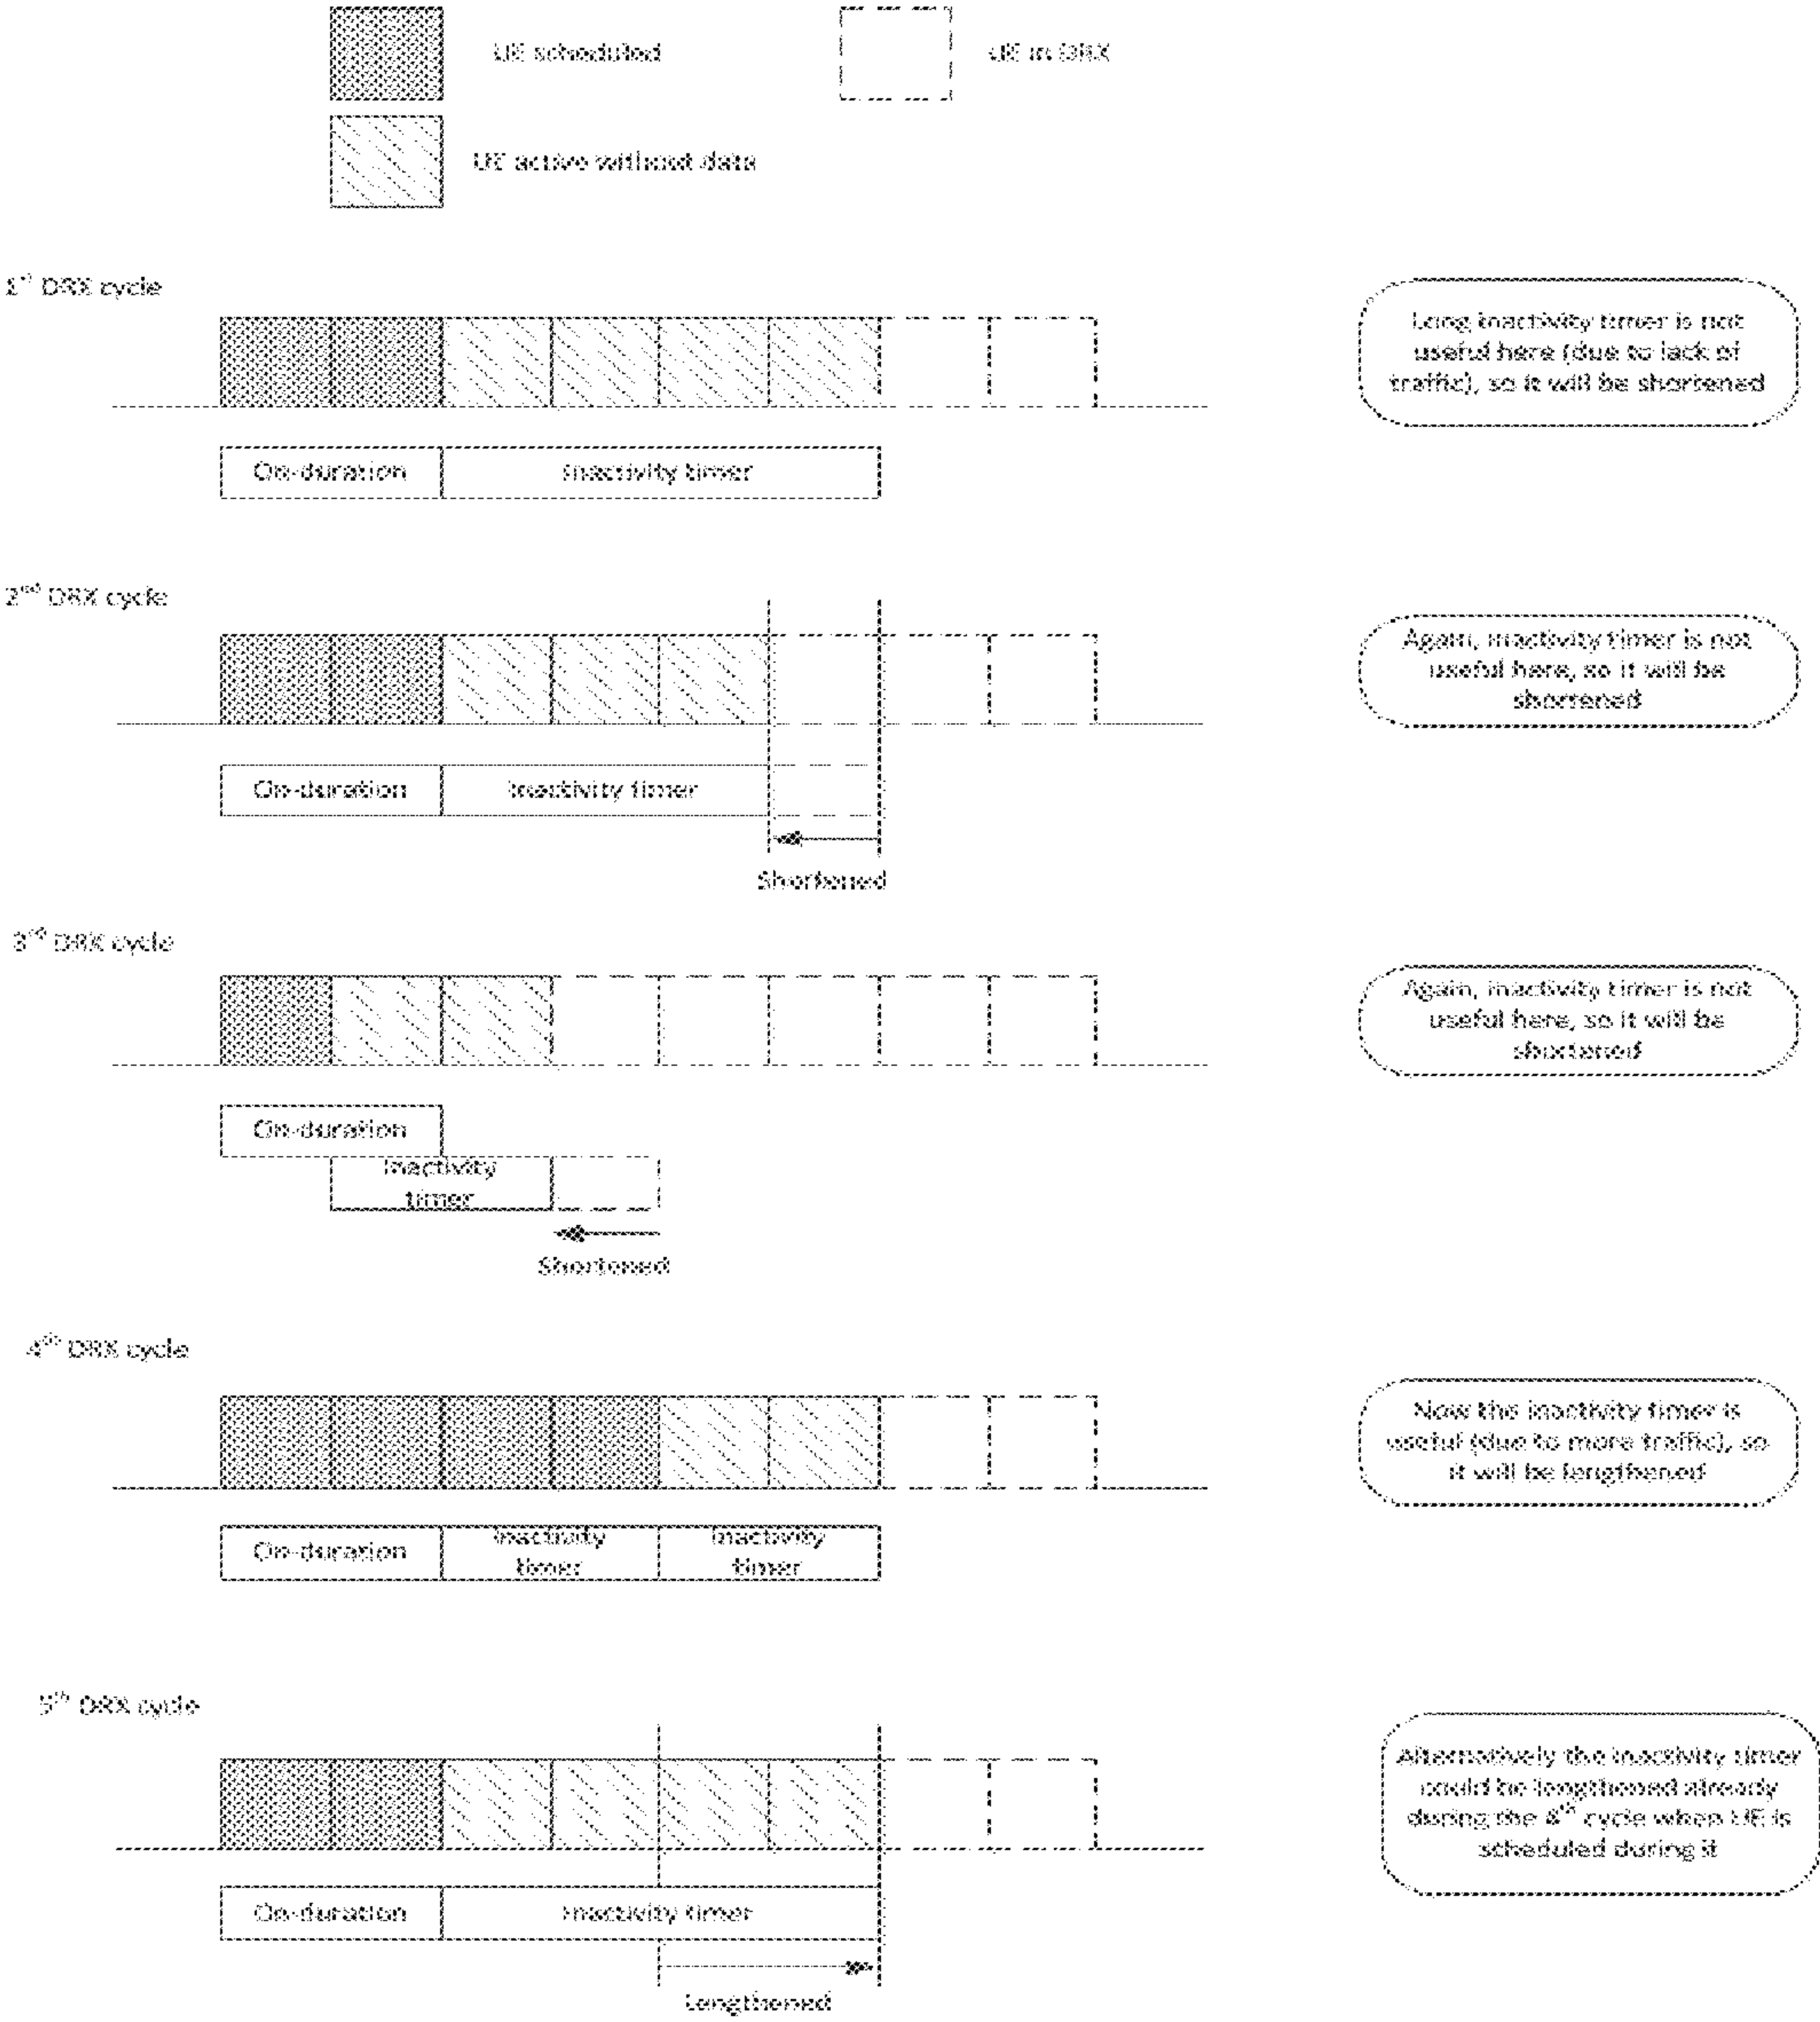 UE scheduled
UE in DRX
UE active without data
1st DRX cycle
Long inactivity timer is not
useful here (due to lack of
traffic), so it will be shortened
On-duration
Inactivity timer
2nd DRX cycle
Again, inactivity timer is not
useful here, so it will be
shortened
On-duration
Inactivity timer
Shortened
3rd DRX cycle
Again, inactivity timer is not
useful here, so it will be
shortened
On-duration
Inactivity
timer
Shortened
4th DRX cycle
Now the inactivity timer is
useful (due to more traffic), so
it will be lengthened
On-duration
Inactivity
timer
Inactivity
timer
5th DRX cycle
Alternatively the inactivity timer
could be lengthened already
during the 4th cycle when UE is
scheduled during it
On-duration
Inactivity timer
Lengthened